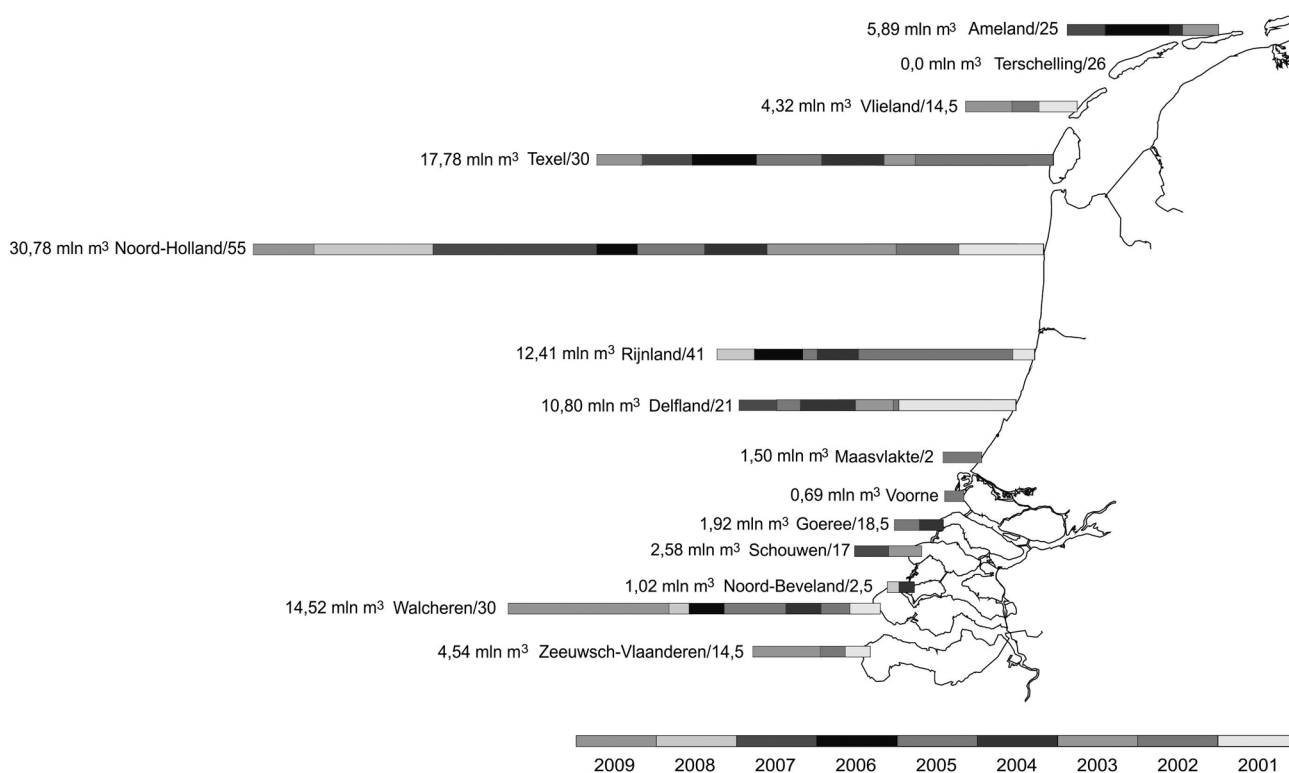 5,89 mln m³ Ameland/25
0,0 mln m³ Terschelling/26
4,32 mln m³ Vlieland/14,5
17,78 mln m³ Texel/30
30,78 mln m³ Noord-Holland/55
12,41 mln m³ Rijnland/41
10,80 mln m³ Delfland/21
1,50 mln m³ Maasvlakte/2
0,69 mln m³ Voorne
1,92 mln m³ Goeree/18,5
2,58 mln m³ Schouwen/17
1,02 mln m³ Noord-Beveland/2,5
14,52 mln m³ Walcheren/30
4,54 mln m³ Zeeuwsch-Vlaanderen/14,5
2009 2008 2007 2006 2005 2004 2003 2002 2001